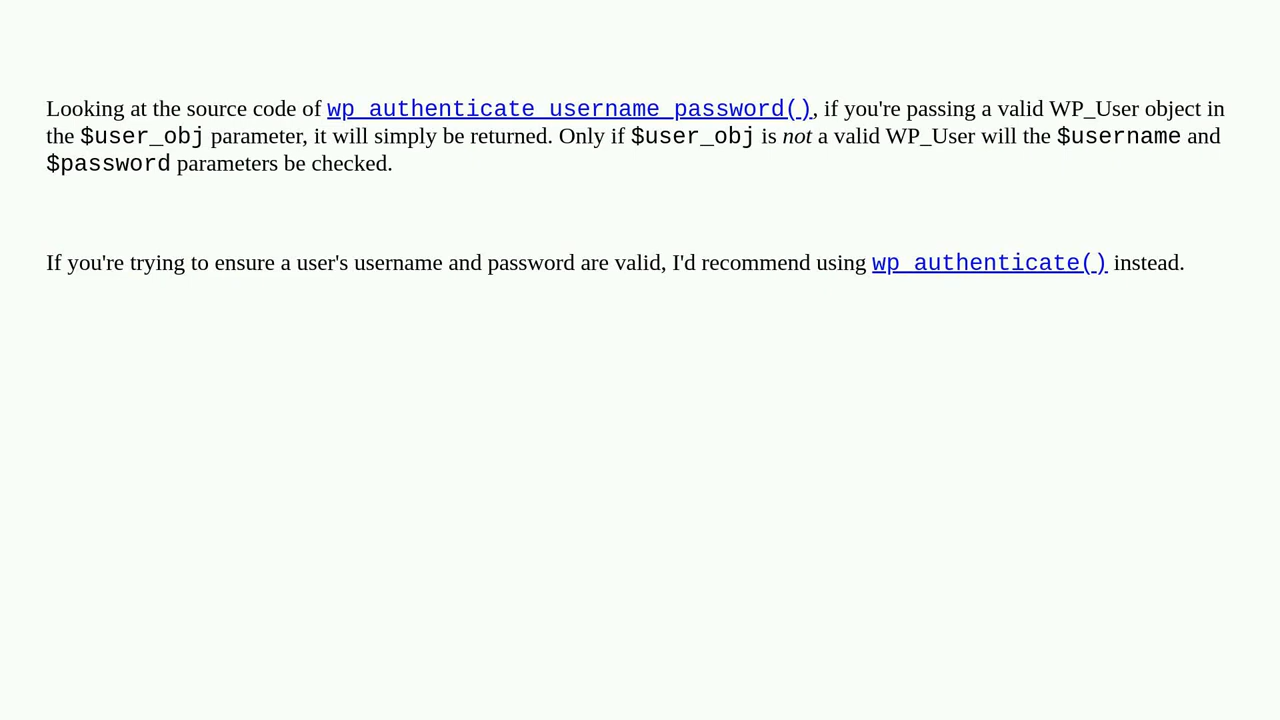 Looking at the source code of wp_authenticate_username_password(), if you're passing a valid WP_User object in
the $user_obj parameter, it will simply be returned. Only if $user_obj is not a valid WP_User will the $username and
$password parameters be checked.
If you're trying to ensure a user's username and password are valid, I'd recommend using wp_authenticate() instead.